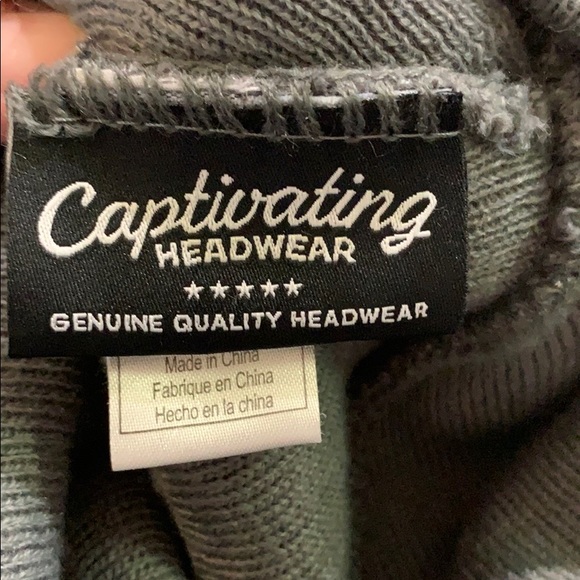 Captivating
HEADWEAR
★★★★★
GENUINE QUALITY HEADWEAR
Made in China
Fabrique en China
Hecho en la china